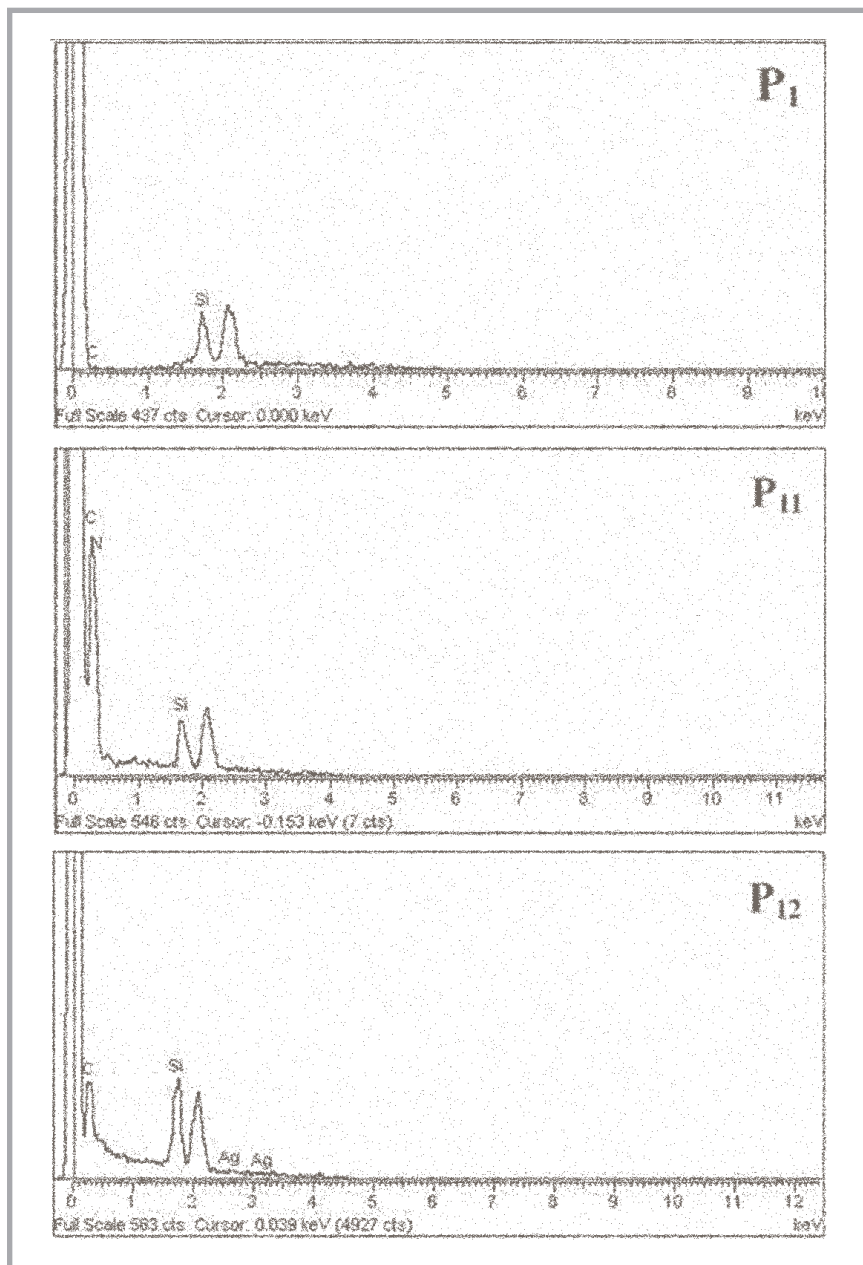 P1
Si
C
0 1 2 3 4 5 6 7 8 9 10
Full Scale 437 cts Cursor: 0.000 keV keV
P11
C
N
Si
0 1 2 3 4 5 6 7 8 9 10 11
Full Scale 546 cts Cursor: -0.153 keV (7 cts) keV
P12
C Si
Ag Ag
0 1 2 3 4 5 6 7 8 9 10 11 12
Full Scale 563 cts Cursor: 0.039 keV (4927 cts) keV